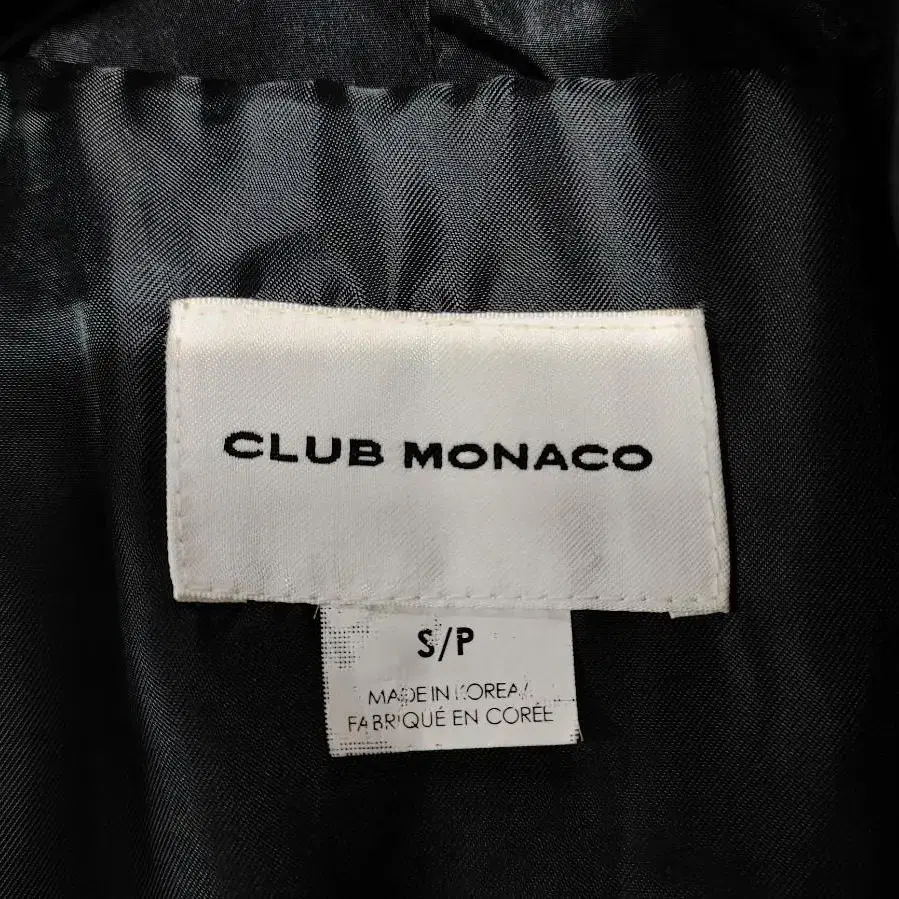 CLUB MONACO
S/P
MADE IN KOREA/
FABRIQUÉ EN CORÉE